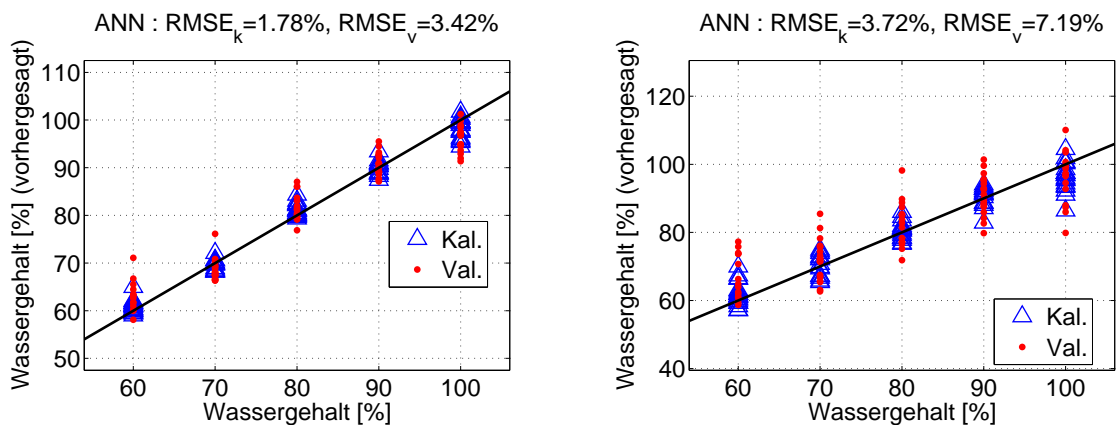 ANN : RMSE_k=1.78%, RMSE_v=3.42%
Wassergehalt [%] (vorhergesagt)
110
100
90
80
70
60
50
Kal.
Val.
60 70 80 90 100
Wassergehalt [%]
ANN : RMSE_k=3.72%, RMSE_v=7.19%
Wassergehalt [%] (vorhergesagt)
120
100
80
60
40
Kal.
Val.
60 70 80 90 100
Wassergehalt [%]